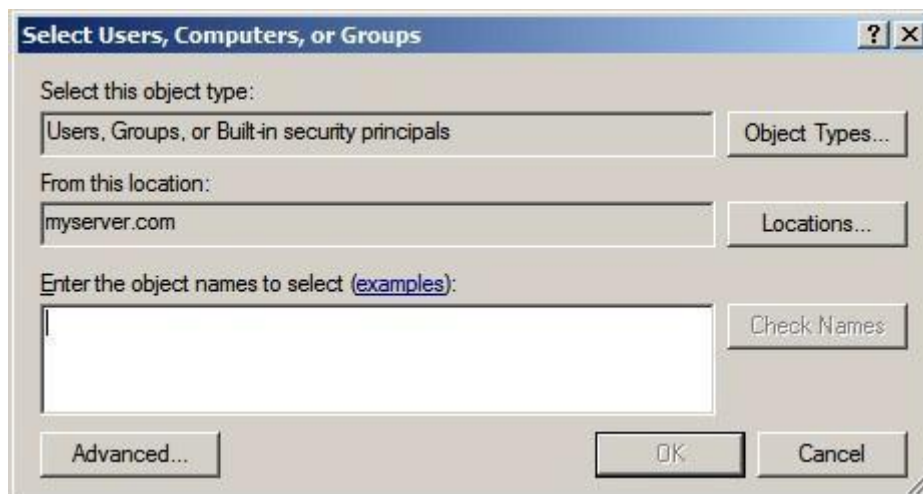 Select Users, Computers, or Groups
Select this object type:
Users, Groups, or Built-in security principals
Object Types...
From this location:
myserver.com
Locations...
Enter the object names to select (examples):
Check Names
Advanced...
OK
Cancel